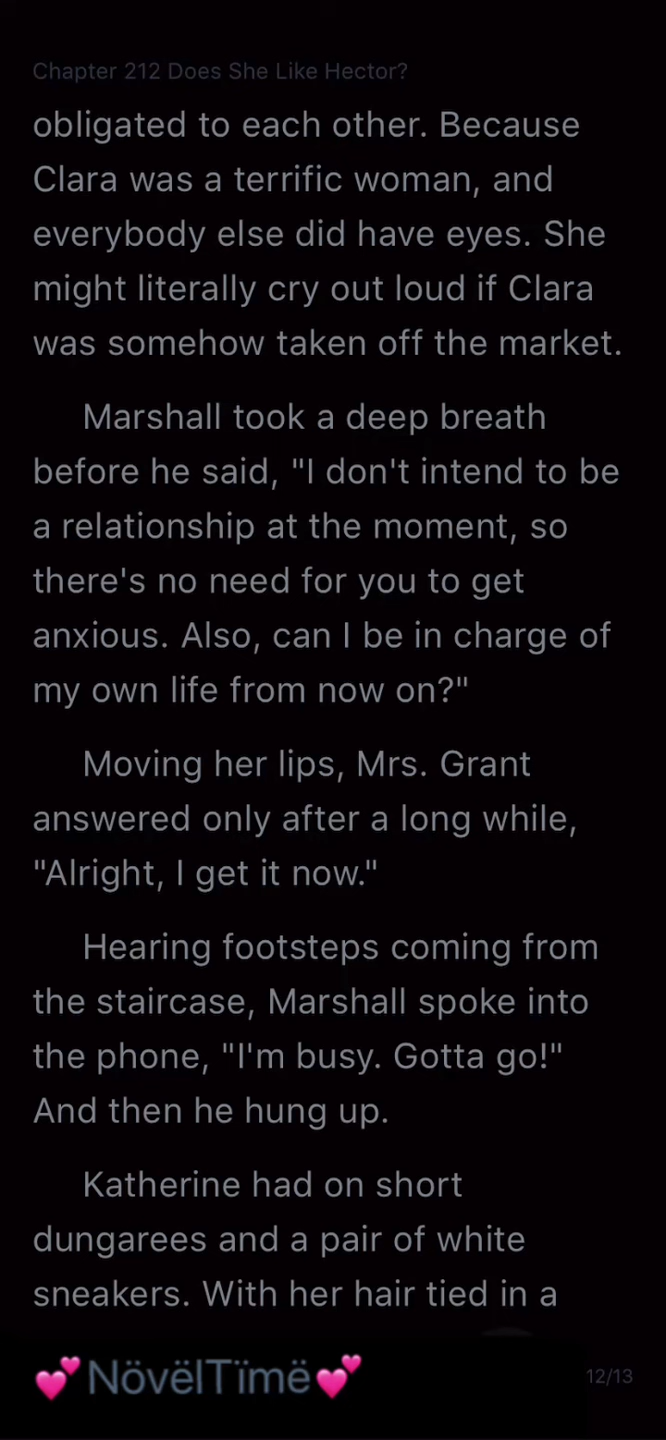 Chapter 212 Does She Like Hector?
obligated to each other. Because
Clara was a terrific woman, and
everybody else did have eyes. She
might literally cry out loud if Clara
was somehow taken off the market.
Marshall took a deep breath
before he said, "I don't intend to be
a relationship at the moment, so
there's no need for you to get
anxious. Also, can I be in charge of
my own life from now on?"
Moving her lips, Mrs. Grant
answered only after a long while,
"Alright, I get it now."
Hearing footsteps coming from
the staircase, Marshall spoke into
the phone, "I'm busy. Gotta go!"
And then he hung up.
Katherine had on short
dungarees and a pair of white
sneakers. With her hair tied in a
💕NövëlTïmë💕
12/13